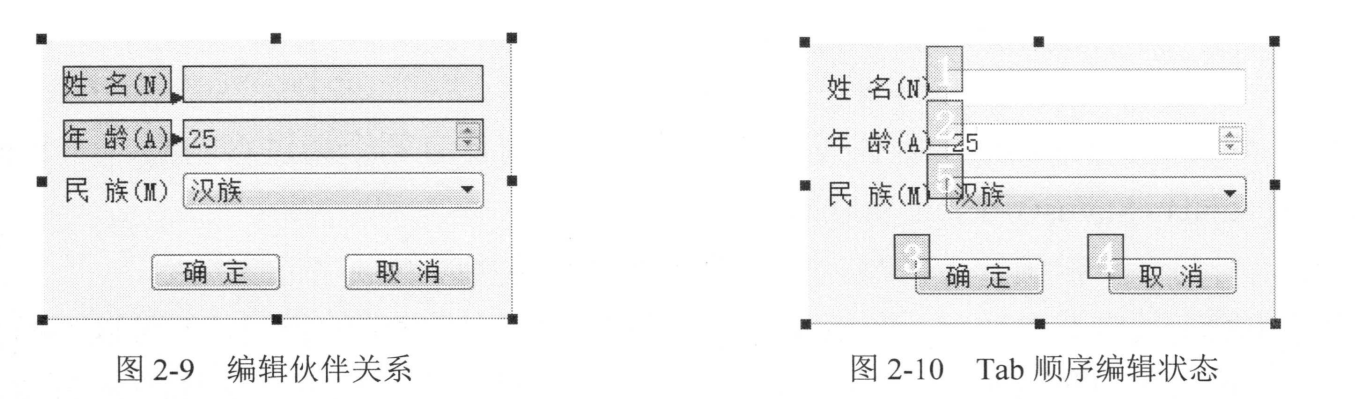 姓 名(N)
年 龄(A) 25
民 族(M) 汉族
确 定 取 消
图 2-9 编辑伙伴关系
姓 名(N) 1
年 龄(A) 2 25
民 族(M) 5 汉族
3 确 定 4 取 消
图 2-10 Tab 顺序编辑状态